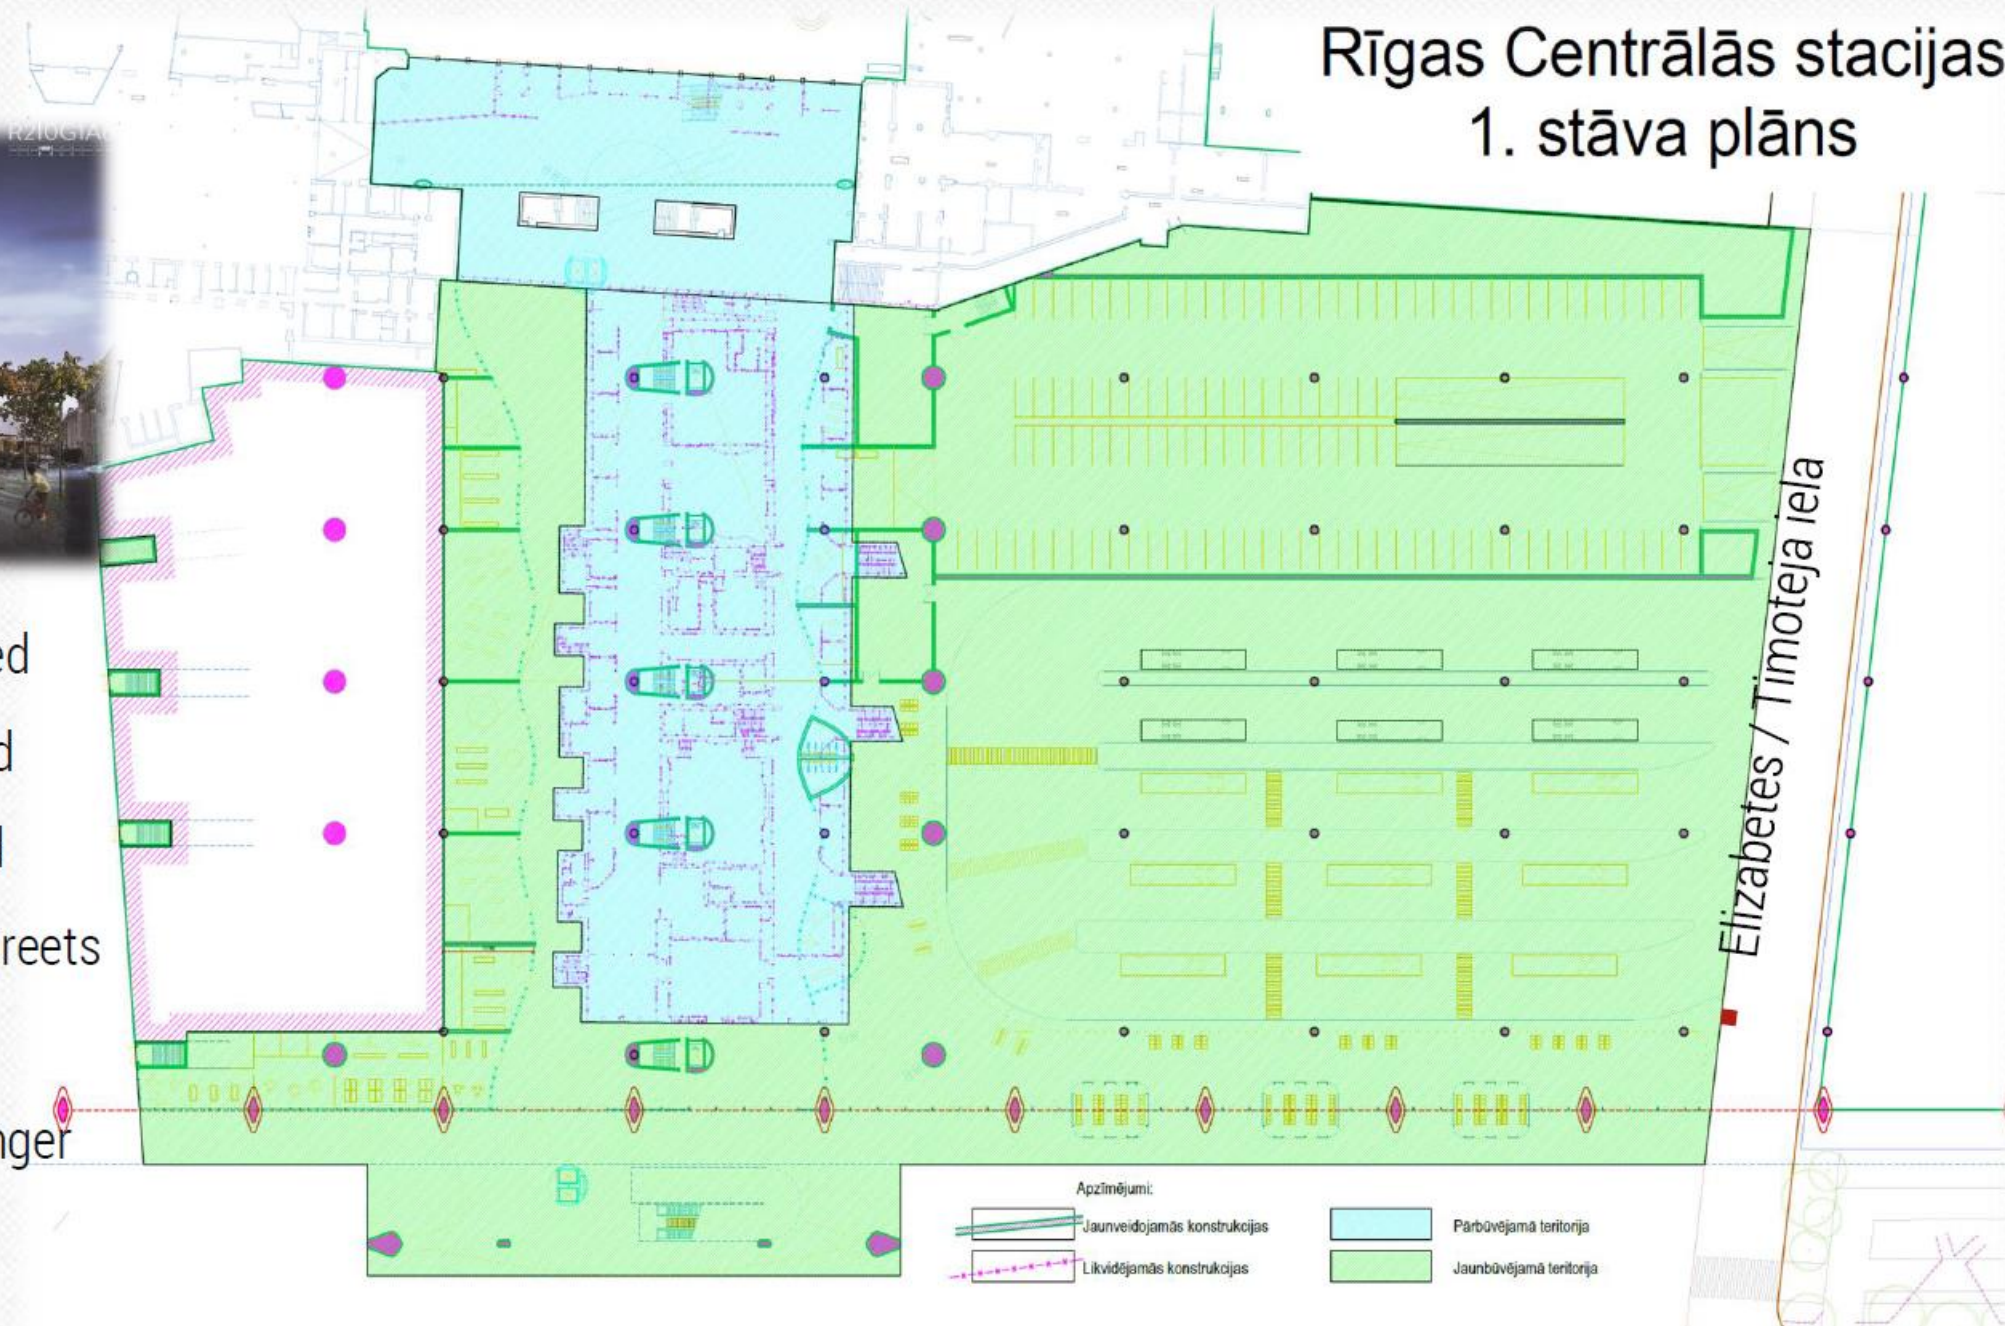 Rīgas Centrālās stacijas
1. stāva plāns
ed
d
l
reets
nger
Elizabetes / Timoteja iela
Apzīmējumi:
Jaunveidojamās konstrukcijas
Likvidējamās konstrukcijas
Pārbūvējamā teritorija
Jaunbūvējamā teritorija